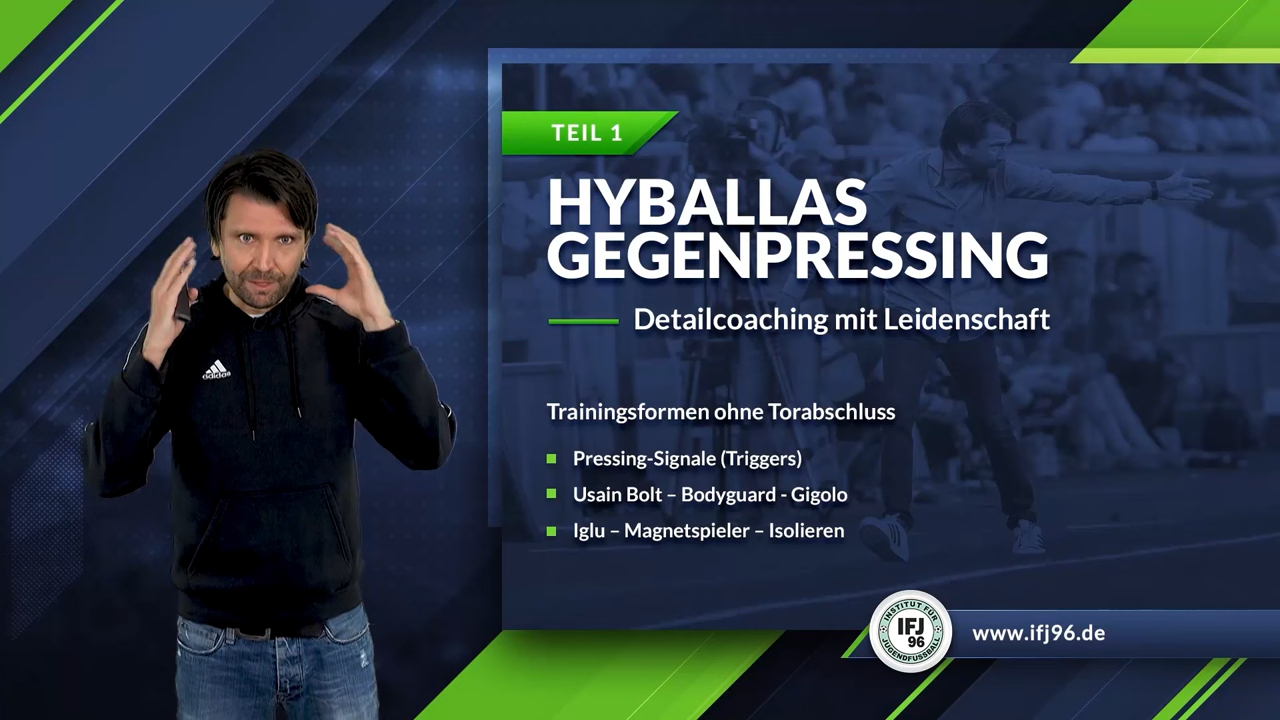 TEIL 1
HYBALLAS
GEGENPRESSING
Detailcoaching mit Leidenschaft
Trainingsformen ohne Torabschluss
Pressing-Signale (Triggers)
Usain Bolt – Bodyguard - Gigolo
Iglu – Magnetspieler – Isolieren
adidas
INSTITUT FÜR
IFJ
96
JUGENDFUSSBALL
www.ifj96.de